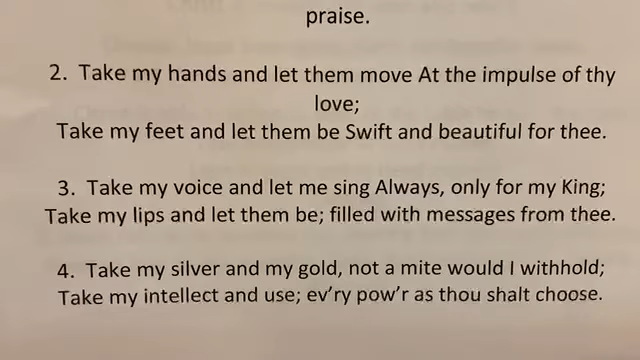 praise.
2. Take my hands and let them move At the impulse of thy
love;
Take my feet and let them be Swift and beautiful for thee.
3. Take my voice and let me sing Always, only for my King;
Take my lips and let them be; filled with messages from thee.
4. Take my silver and my gold, not a mite would I withhold;
Take my intellect and use; ev'ry pow'r as thou shalt choose.